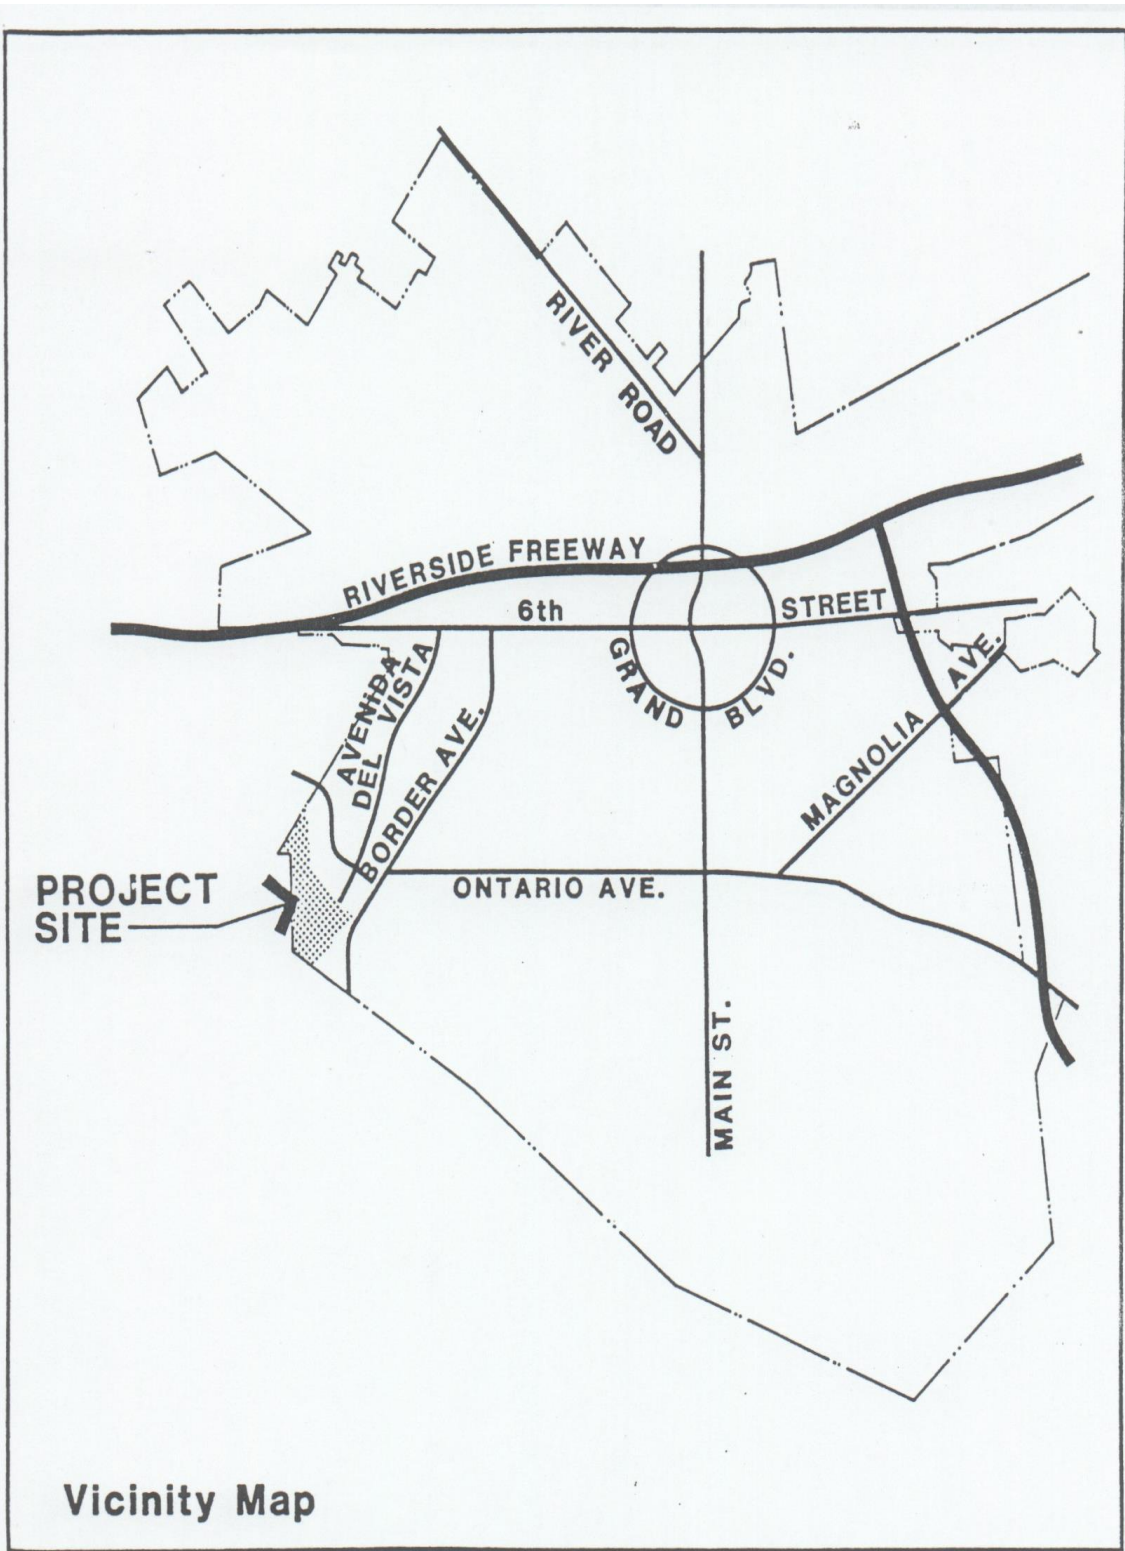 RIVER ROAD
RIVERSIDE FREEWAY
6th STREET
GRAND BLVD.
AVENIDA
DEL VISTA
BORDER AVE.
MAGNOLIA AVE.
PROJECT
SITE
ONTARIO AVE.
MAIN ST.
Vicinity Map